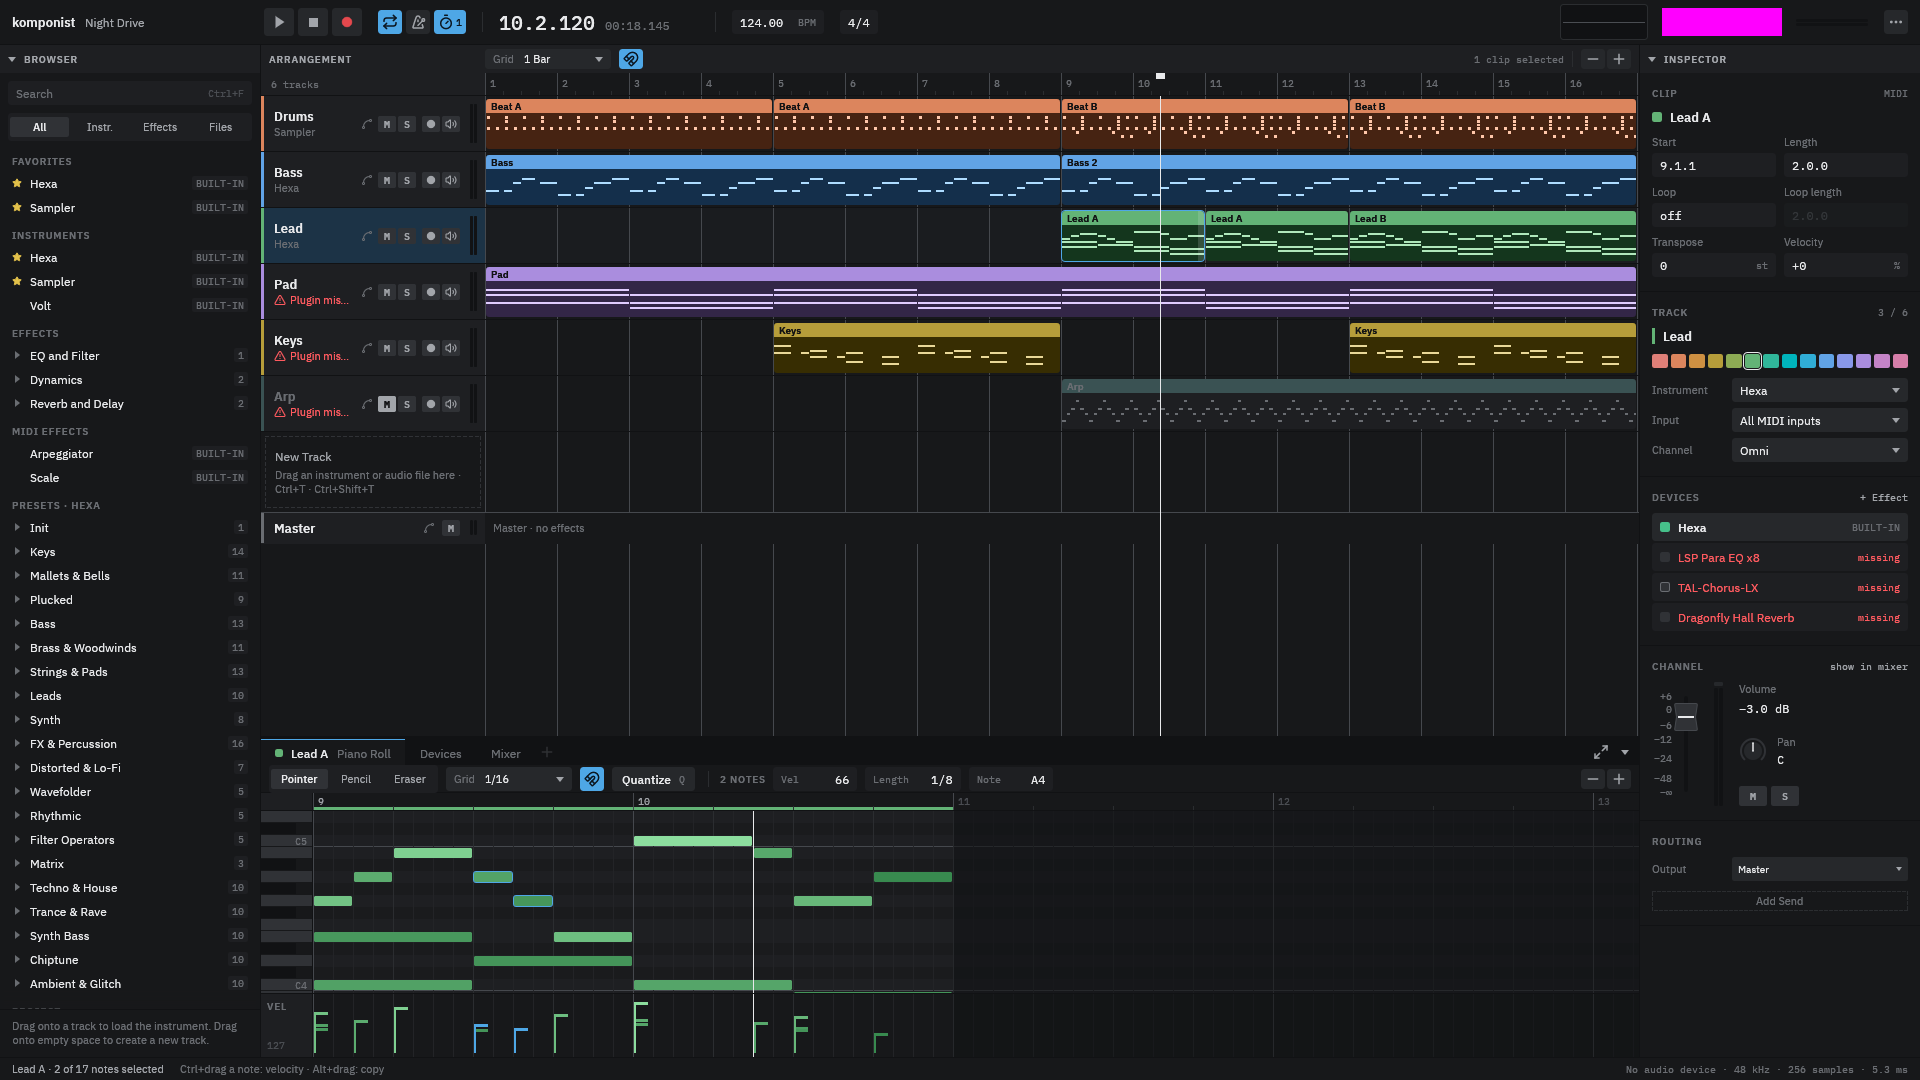 komponist Night Drive
1
10.2.120 00:18.145
124.00 BPM
4/4
BROWSER
Search Ctrl+F
All Instr. Effects Files
FAVORITES
Hexa BUILT-IN
Sampler BUILT-IN
INSTRUMENTS
Hexa BUILT-IN
Sampler BUILT-IN
Volt BUILT-IN
EFFECTS
EQ and Filter 1
Dynamics 2
Reverb and Delay 2
MIDI EFFECTS
Arpeggiator BUILT-IN
Scale BUILT-IN
PRESETS · HEXA
Init 1
Keys 14
Mallets & Bells 11
Plucked 9
Bass 13
Brass & Woodwinds 11
Strings & Pads 13
Leads 10
Synth 8
FX & Percussion 16
Distorted & Lo-Fi 7
Wavefolder 5
Rhythmic 5
Filter Operators 5
Matrix 3
Techno & House 10
Trance & Rave 10
Synth Bass 10
Chiptune 10
Ambient & Glitch 10
Drag onto a track to load the instrument. Drag
onto empty space to create a new track.
ARRANGEMENT
Grid 1 Bar
1 clip selected
6 tracks
1 2 3 4 5 6 7 8 9 10 11 12 13 14 15 16
Drums
Sampler
M S
Beat A Beat A Beat B Beat B
Bass
Hexa
M S
Bass Bass 2
Lead
Hexa
M S
Lead A Lead A Lead B
Pad
Plugin mis...
M S
Pad
Keys
Plugin mis...
M S
Keys Keys
Arp
Plugin mis...
M S
Arp
New Track
Drag an instrument or audio file here ·
Ctrl+T · Ctrl+Shift+T
Master M
Master · no effects
Lead A Piano Roll Devices Mixer
Pointer Pencil Eraser
Grid 1/16
Quantize Q
2 NOTES
Vel 66
Length 1/8
Note A4
9 10 11 12 13
C5
C4
VEL
127
INSPECTOR
CLIP MIDI
Lead A
Start Length
9.1.1 2.0.0
Loop Loop length
off 2.0.0
Transpose Velocity
0 st +0 %
TRACK 3 / 6
Lead
Instrument Hexa
Input All MIDI inputs
Channel Omni
DEVICES + Effect
Hexa BUILT-IN
LSP Para EQ x8 missing
TAL-Chorus-LX missing
Dragonfly Hall Reverb missing
CHANNEL show in mixer
+6
0
−6
−12
−24
−48
−∞
Volume
−3.0 dB
Pan
C
M S
ROUTING
Output Master
Add Send
Lead A · 2 of 17 notes selected Ctrl+drag a note: velocity · Alt+drag: copy
No audio device · 48 kHz · 256 samples · 5.3 ms